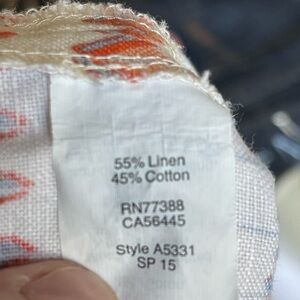 55% Linen
45% Cotton
RN77388
CA56445
Style A5331
SP 15